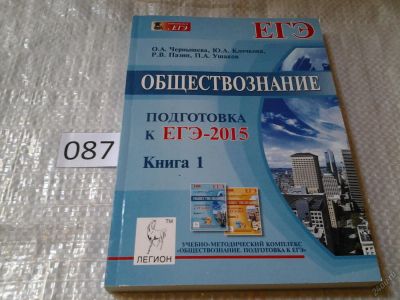 ЕГЭ
О.А. Чернышева, Ю.А. Клочкова,
Р.В. Пазин, П.А. Ушаков
ОБЩЕСТВОЗНАНИЕ
ПОДГОТОВКА
К ЕГЭ-2015
Книга 1
087
TM
ЛЕГИОН
УЧЕБНО-МЕТОДИЧЕСКИЙ КОМПЛЕКС
«ОБЩЕСТВОЗНАНИЕ. ПОДГОТОВКА К ЕГЭ»